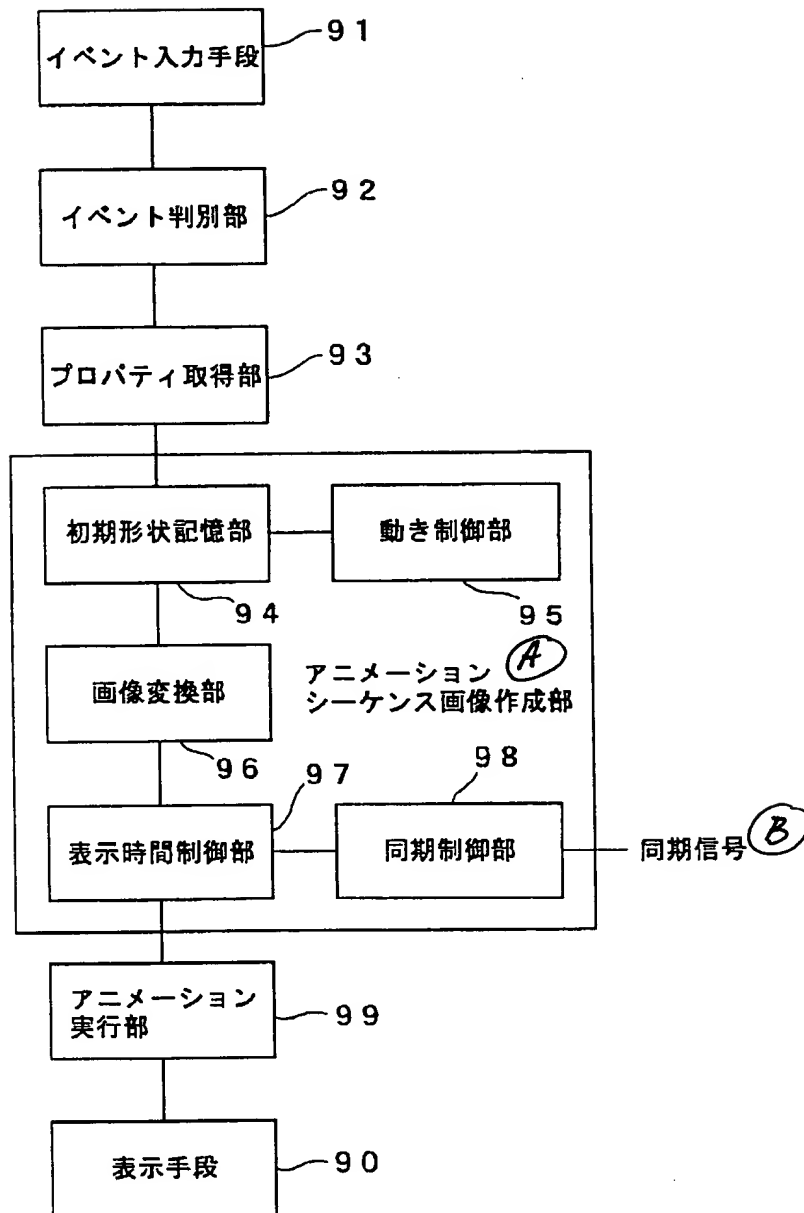 イベント入力手段
91
イベント判別部
92
プロパティ取得部
93
初期形状記憶部
94
動き制御部
95
アニメーション Ⓐ
シーケンス画像作成部
画像変換部
96
表示時間制御部
97
同期制御部
98
同期信号 Ⓑ
アニメーション
実行部
99
表示手段
90